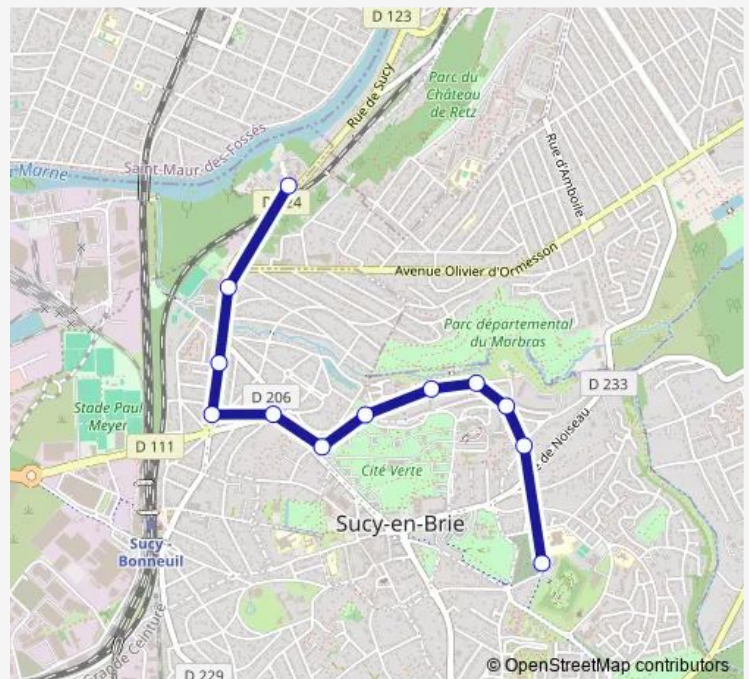 D 123
Parc du
Château
de Retz
Rue de Sucy
Saint-Maur-des-Fossés
Marne
Rue d'Amboile
24
Avenue Olivier d'Ormesson
Parc départemental
du Morbras
D 233
D 206
Stade Paul
Meyer
D 111
de Noiseau
Cité Verte
Sucy-en-Brie
Sucy -
Bonneuil
Grande Ceinture
D 229
© OpenStreetMap contributors